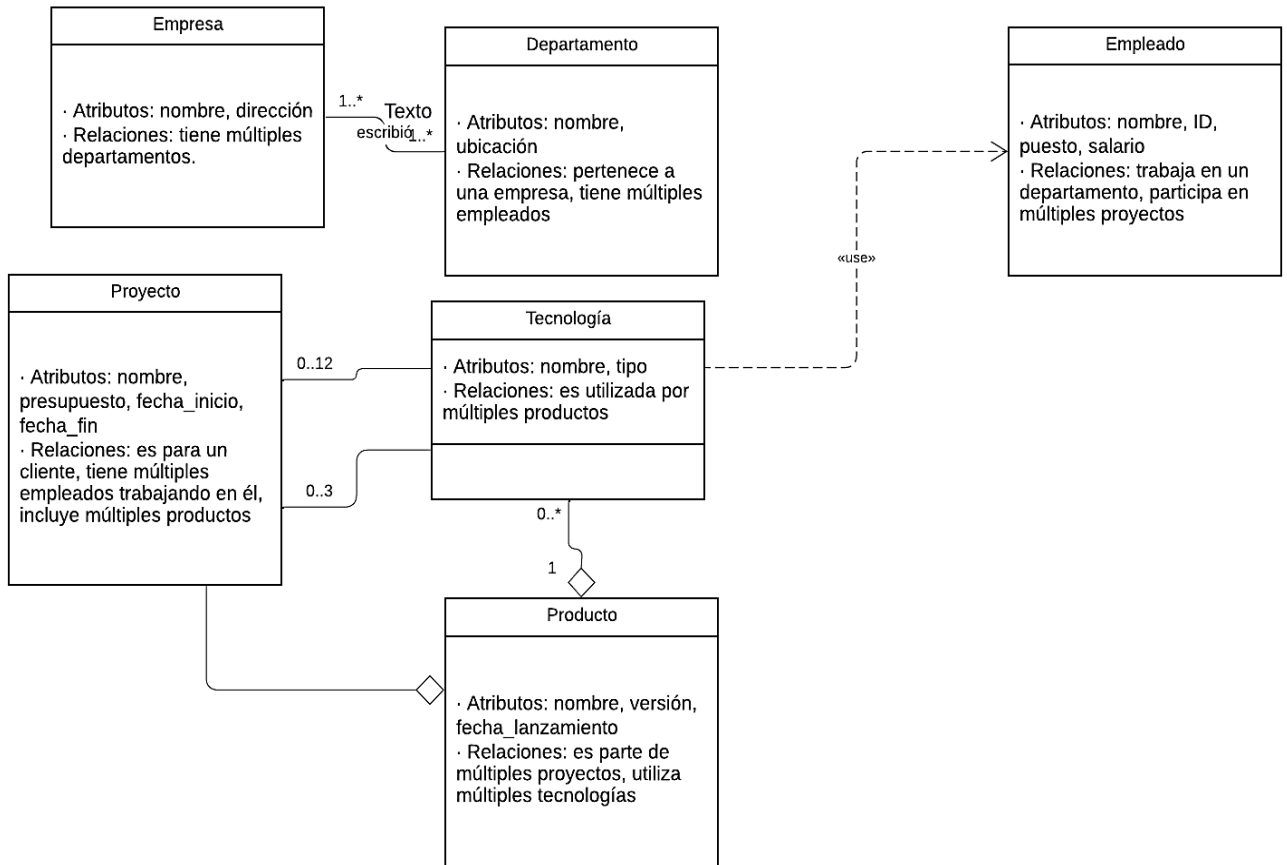 Empresa
· Atributos: nombre, dirección
· Relaciones: tiene múltiples
departamentos.
1..*
Texto
escribió
1..*
Departamento
· Atributos: nombre,
ubicación
· Relaciones: pertenece a
una empresa, tiene múltiples
empleados
Empleado
· Atributos: nombre, ID,
puesto, salario
· Relaciones: trabaja en un
departamento, participa en
múltiples proyectos
«use»
Proyecto
· Atributos: nombre,
presupuesto, fecha_inicio,
fecha_fin
· Relaciones: es para un
cliente, tiene múltiples
empleados trabajando en él,
incluye múltiples productos
0..12
0..3
Tecnología
· Atributos: nombre, tipo
· Relaciones: es utilizada por
múltiples productos
0..*
1
Producto
· Atributos: nombre, versión,
fecha_lanzamiento
· Relaciones: es parte de
múltiples proyectos, utiliza
múltiples tecnologías